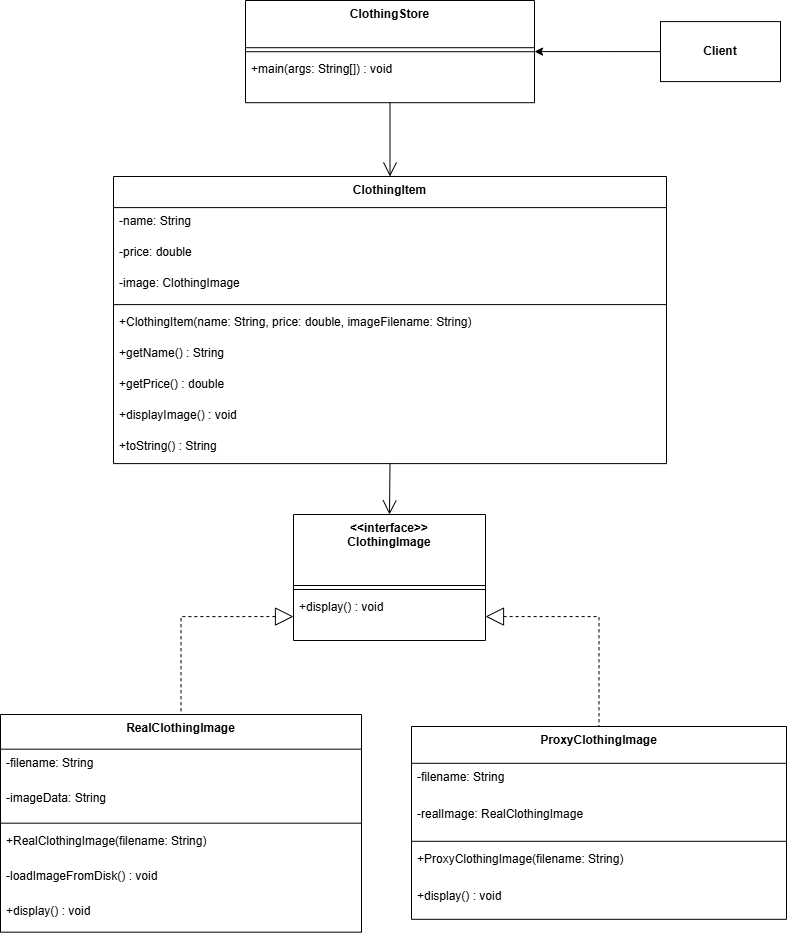 ClothingStore
+main(args: String[]) : void
Client
ClothingItem
-name: String
-price: double
-image: ClothingImage
+ClothingItem(name: String, price: double, imageFilename: String)
+getName() : String
+getPrice() : double
+displayImage() : void
+toString() : String
<<interface>>
ClothingImage
+display() : void
RealClothingImage
-filename: String
-imageData: String
+RealClothingImage(filename: String)
-loadImageFromDisk() : void
+display() : void
ProxyClothingImage
-filename: String
-realImage: RealClothingImage
+ProxyClothingImage(filename: String)
+display() : void